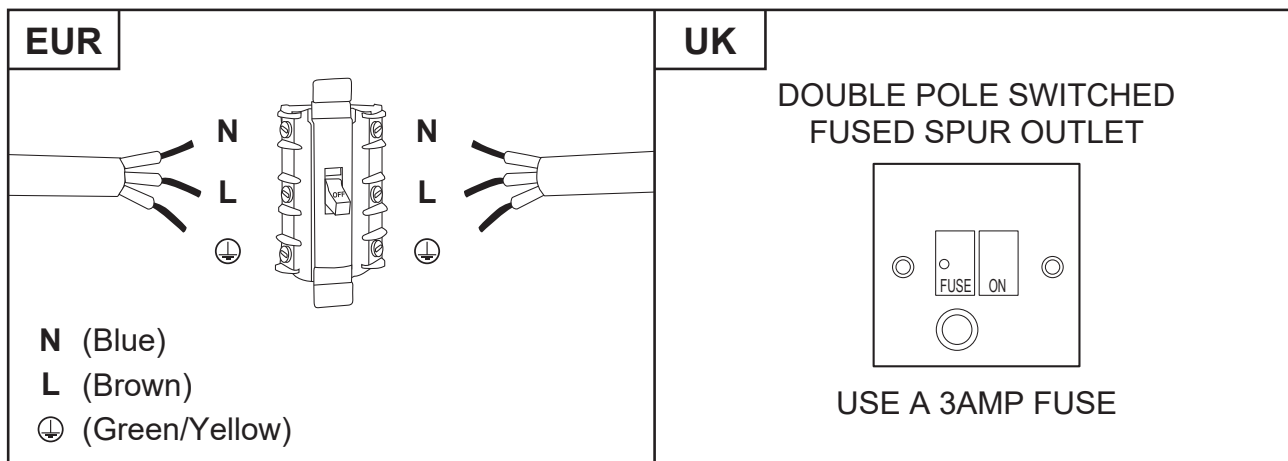 EUR
N
L
N
L
OFF
N (Blue)
L (Brown)
(Green/Yellow)
UK
DOUBLE POLE SWITCHED
FUSED SPUR OUTLET
FUSE
ON
USE A 3AMP FUSE